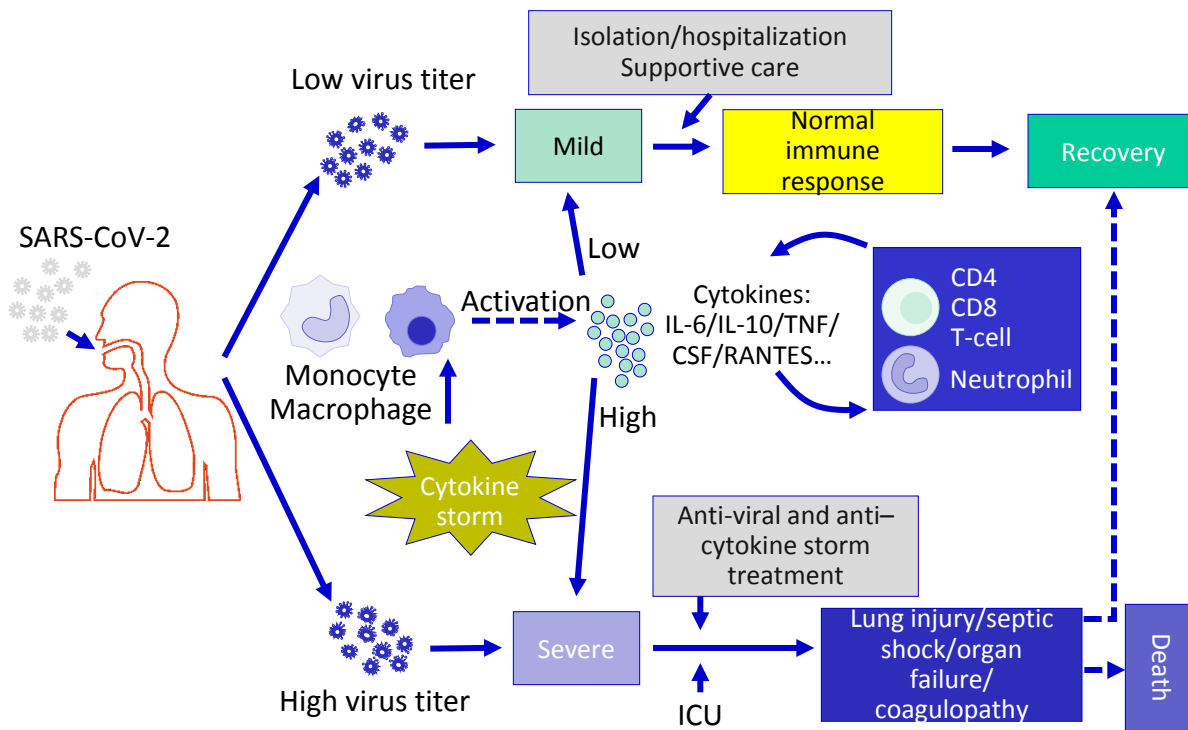 Isolation/hospitalization
Supportive care
Low virus titer
Mild
Normal
immune
response
Recovery
SARS-CoV-2
Low
Activation
Cytokines:
IL-6/IL-10/TNF/
CSF/RANTES...
CD4
CD8
T-cell
Neutrophil
Monocyte
Macrophage
High
Cytokine
storm
Anti-viral and anti–
cytokine storm
treatment
Severe
Lung injury/septic
shock/organ
failure/
coagulopathy
Death
High virus titer
ICU